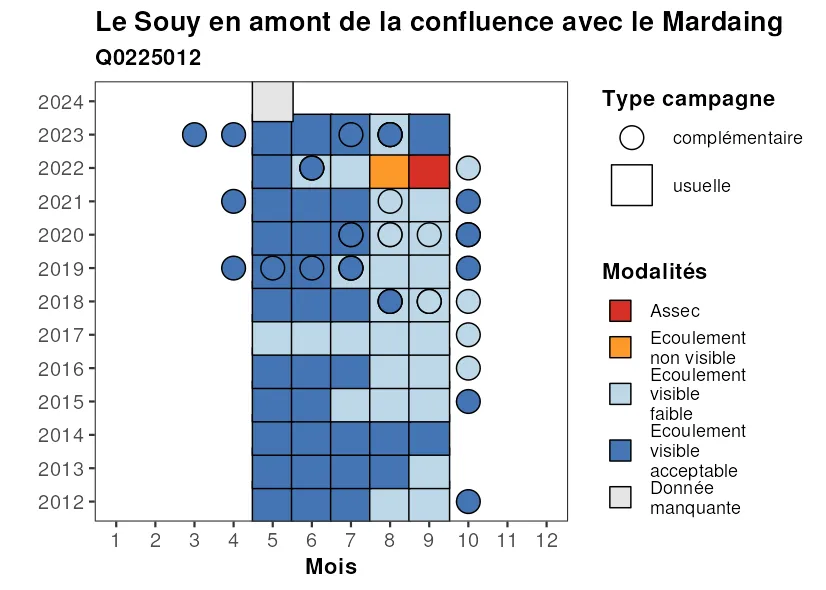 Le Souy en amont de la confluence avec le Mardaing
Q0225012
2024
2023
2022
2021
2020
2019
2018
2017
2016
2015
2014
2013
2012
1 2 3 4 5 6 7 8 9 10 11 12
Mois
Type campagne
complémentaire
usuelle
Modalités
Assec
Ecoulement
non visible
Ecoulement
visible
faible
Ecoulement
visible
acceptable
Donnée
manquante